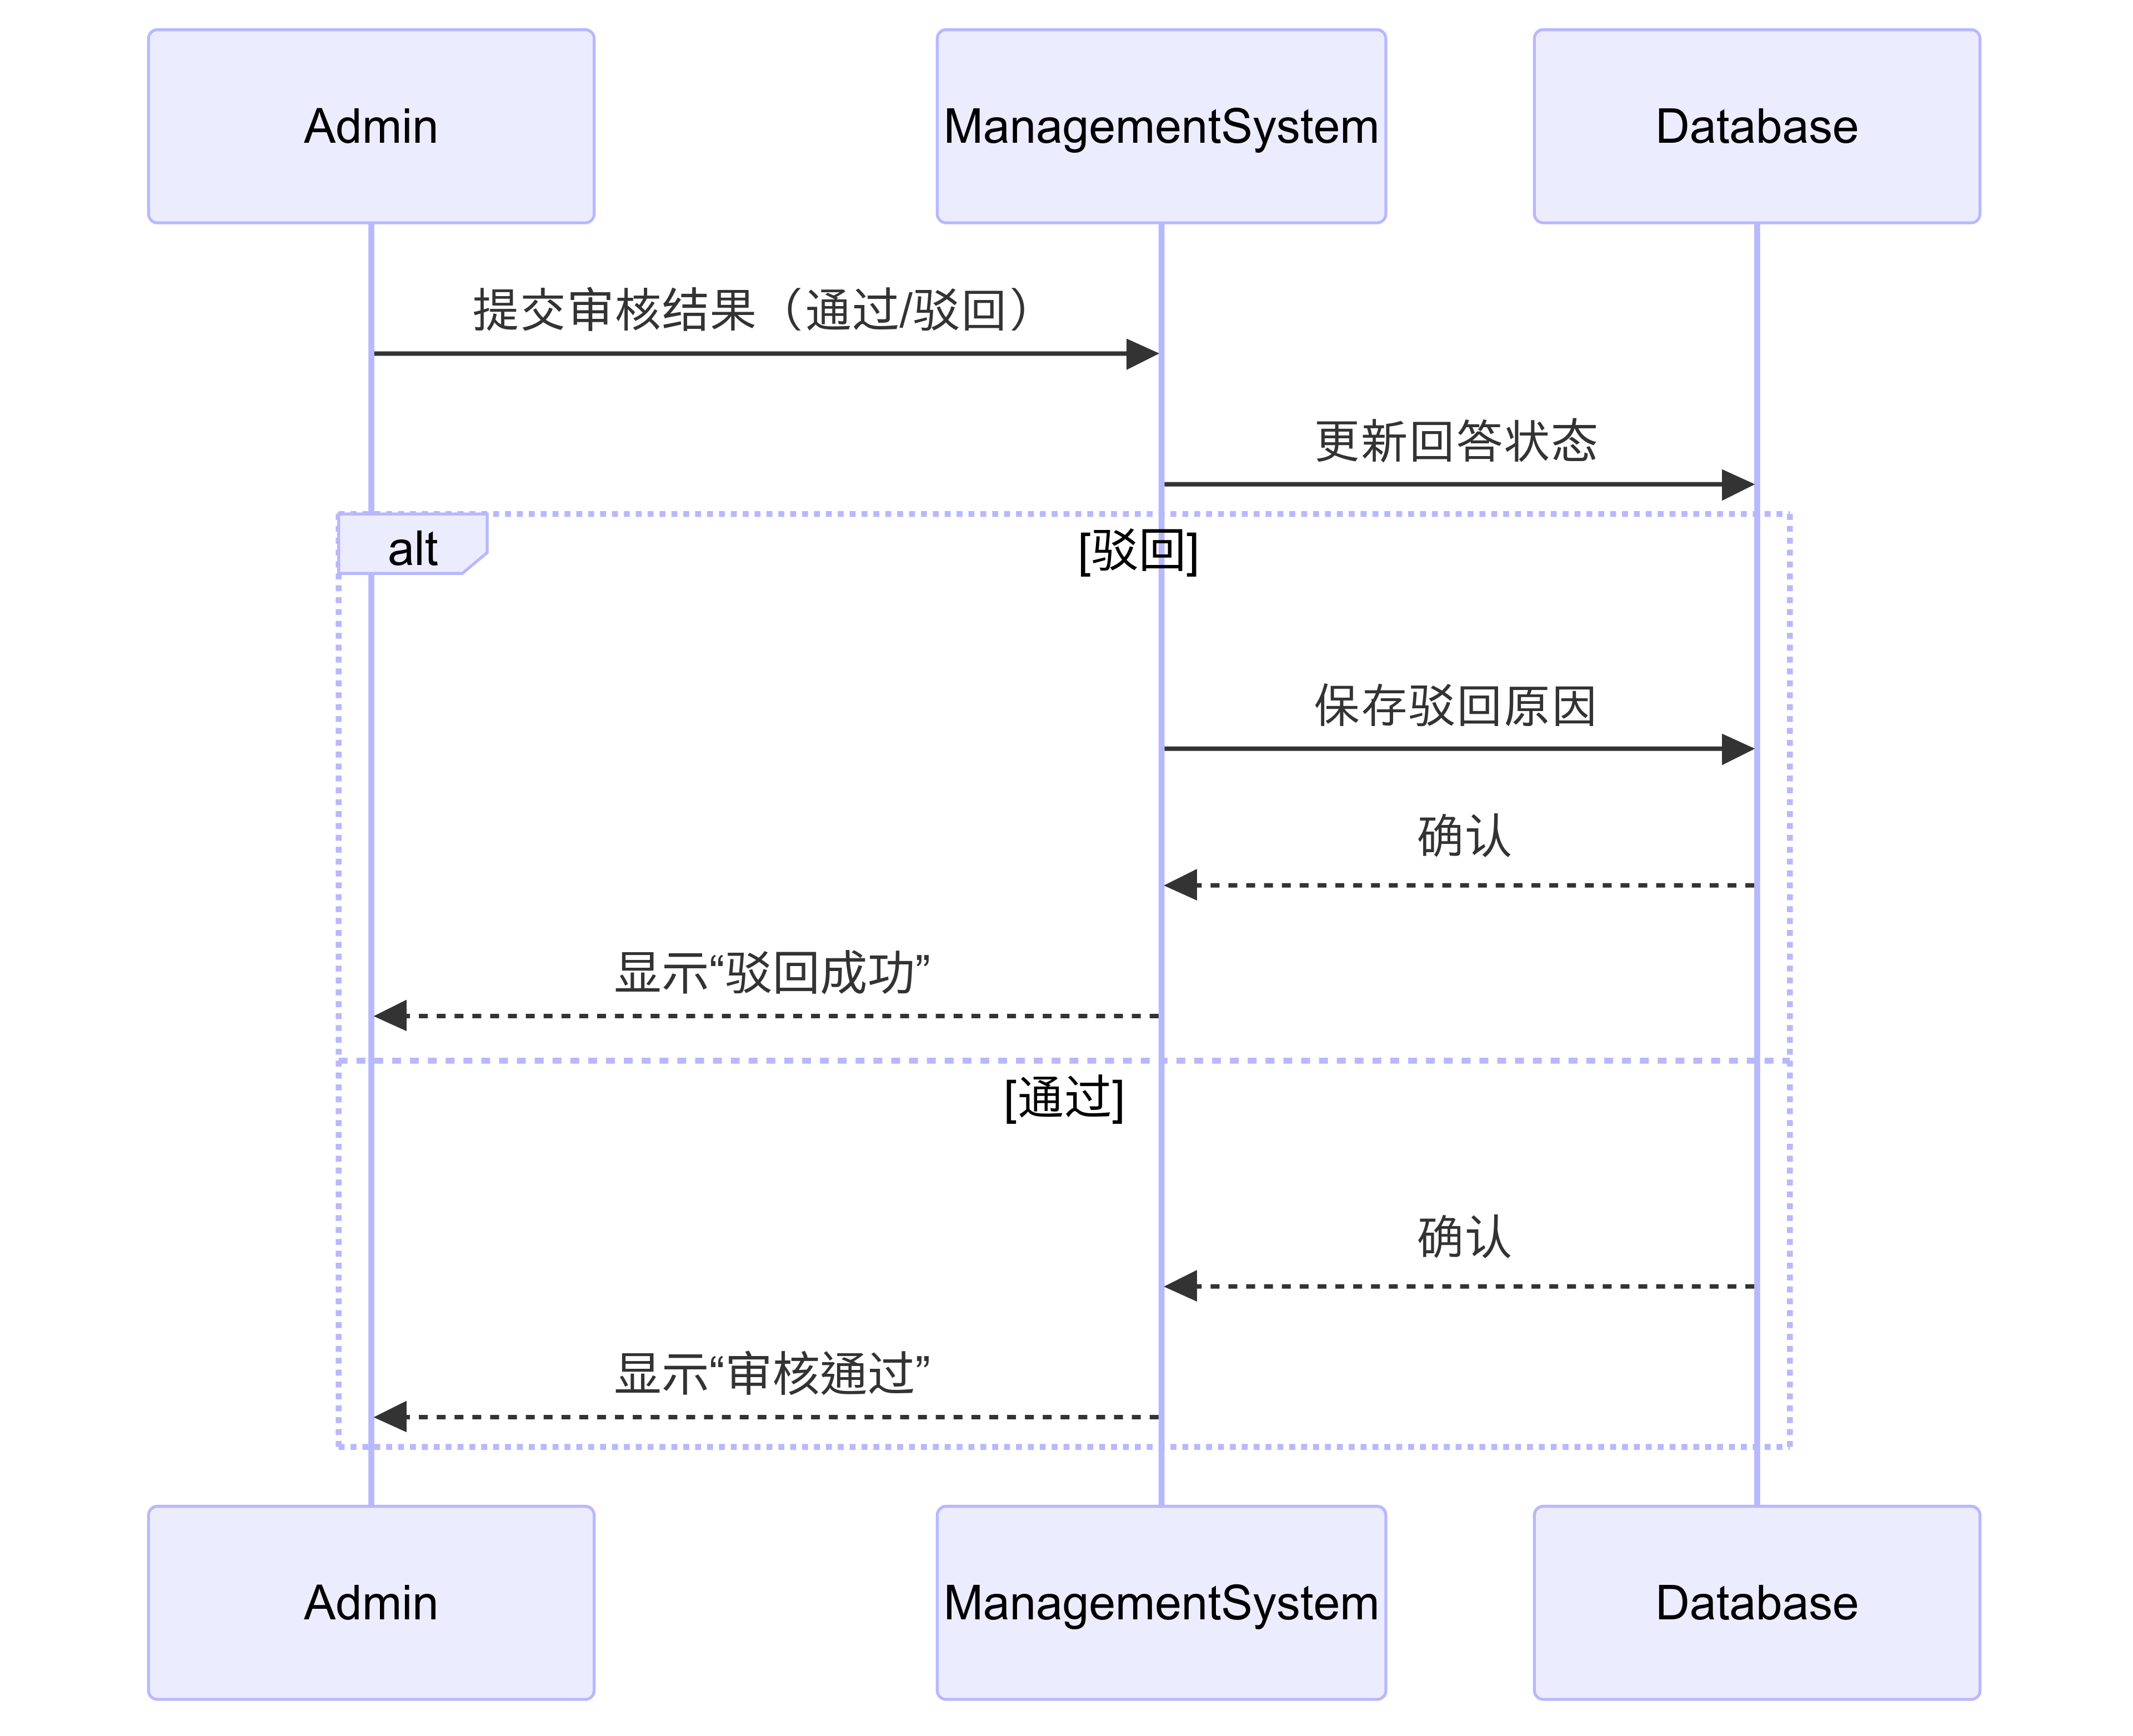 Admin
ManagementSystem
Database
提交审核结果（通过/驳回）
更新回答状态
alt
[驳回]
保存驳回原因
确认
显示“驳回成功”
[通过]
确认
显示“审核通过”
Admin
ManagementSystem
Database